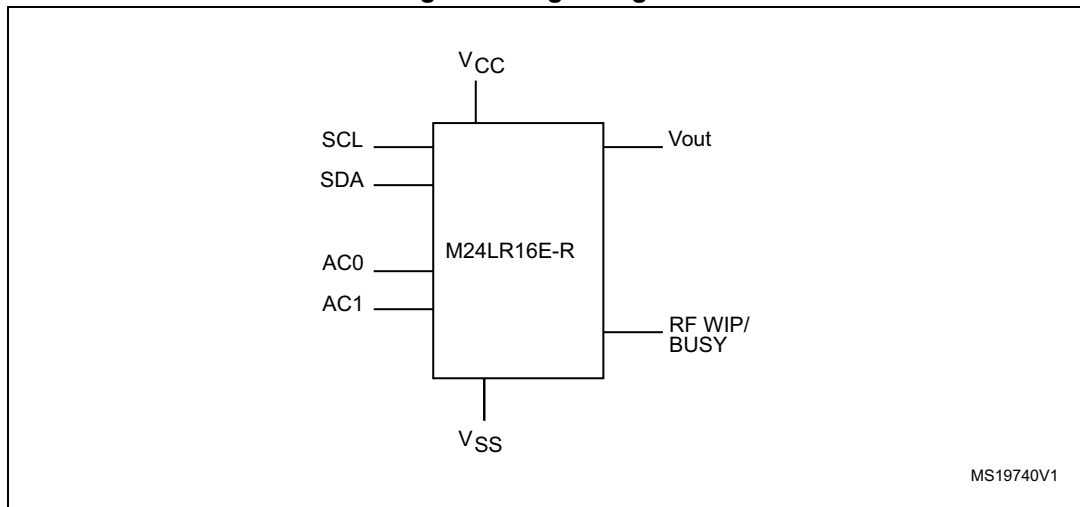 VCC
SCL
Vout
SDA
M24LR16E-R
AC0
AC1
RF WIP/
BUSY
VSS
MS19740V1